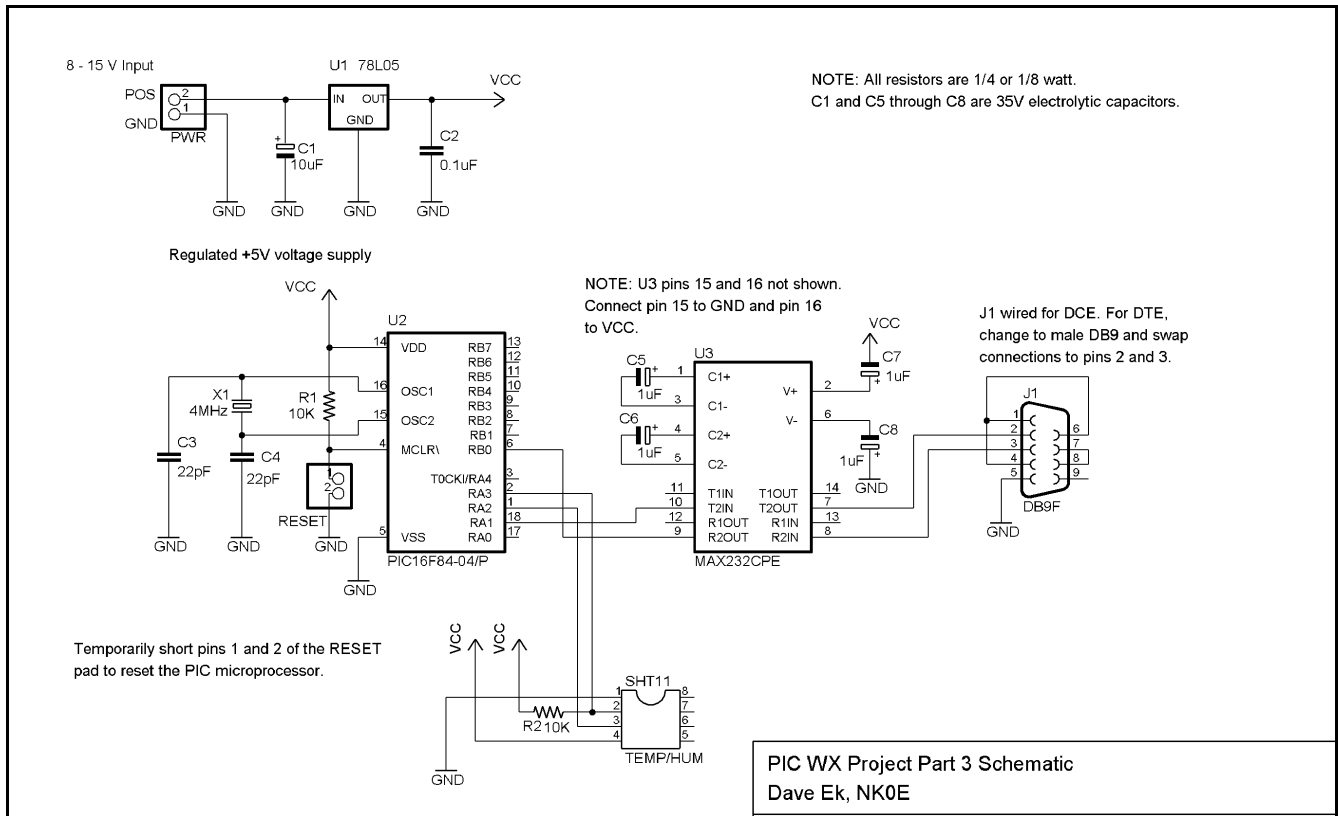 8 - 15 V Input
U1 78L05
VCC
POS
2
1
GND
PWR
IN OUT
GND
+
C1
10uF
C2
0.1uF
GND
GND
GND
GND
NOTE: All resistors are 1/4 or 1/8 watt.
C1 and C5 through C8 are 35V electrolytic capacitors.
Regulated +5V voltage supply
VCC
U2
14 VDD
16 OSC1
15 OSC2
4 MCLR\
5 VSS
RB7 13
RB6 12
RB5 11
RB4 10
RB3 9
RB2 8
RB1 7
RB0 6
T0CKI/RA4 3
RA3 2
RA2 1
RA1 18
RA0 17
PIC16F84-04/P
X1
4MHz
R1
10K
C3
22pF
C4
22pF
1
2
RESET
GND
GND
GND
GND
NOTE: U3 pins 15 and 16 not shown.
Connect pin 15 to GND and pin 16
to VCC.
U3
C5
+
1uF
C6
+
1uF
1 C1+
3 C1-
4 C2+
5 C2-
11 T1IN
10 T2IN
12 R1OUT
9 R2OUT
V+ 2
V- 6
T1OUT 14
T2OUT 7
R1IN 13
R2IN 8
MAX232CPE
VCC
C7
+
1uF
C8
1uF
+
GND
J1 wired for DCE. For DTE,
change to male DB9 and swap
connections to pins 2 and 3.
J1
1
2
3
4
5
6
7
8
9
DB9F
GND
Temporarily short pins 1 and 2 of the RESET
pad to reset the PIC microprocessor.
VCC
VCC
SHT11
1
2
3
4
8
7
6
5
R2 10K
TEMP/HUM
GND
PIC WX Project Part 3 Schematic
Dave Ek, NK0E